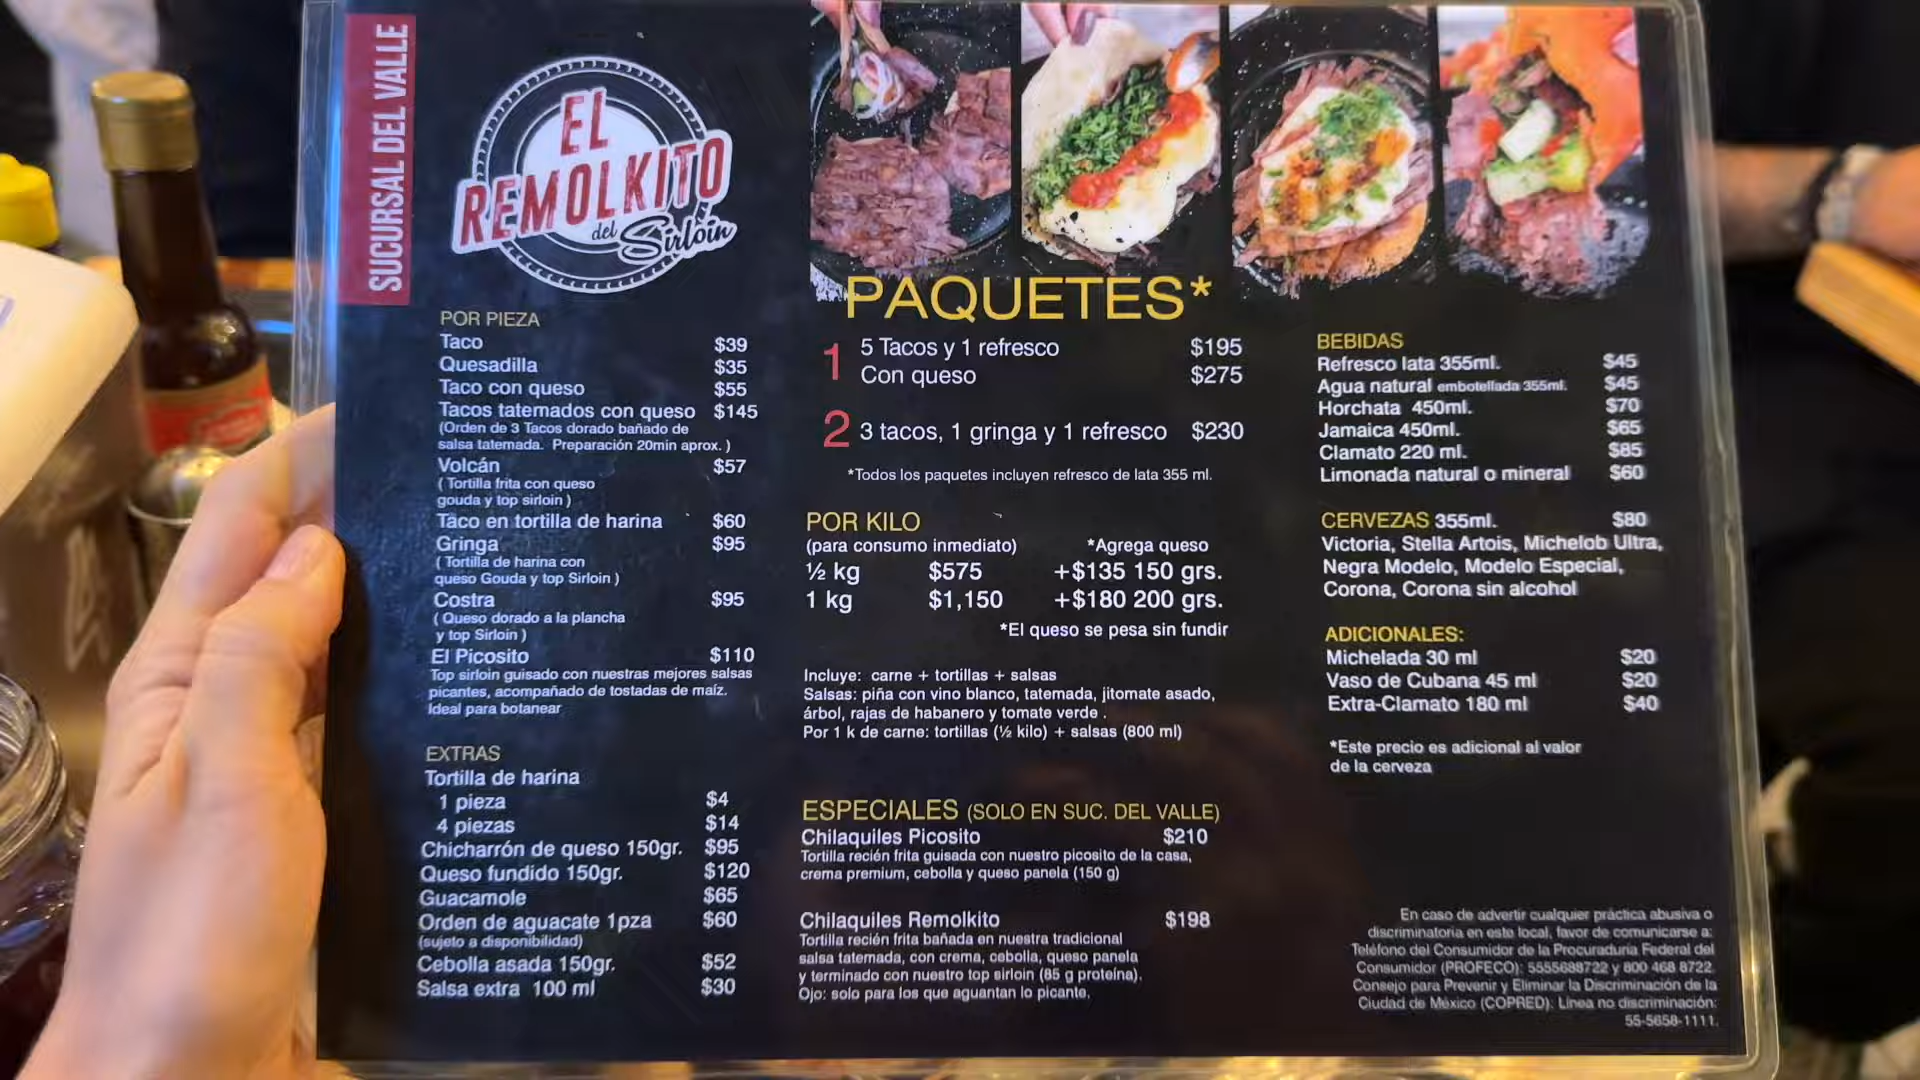 SUCURSAL DEL VALLE
EL
REMOLKITO
del Sirloin
POR PIEZA
Taco $39
Quesadilla $35
Taco con queso $55
Tacos tatemados con queso $145
(Orden de 3 Tacos dorado bañado de
salsa tatemada. Preparación 20min aprox. )
Volcán $57
( Tortilla frita con queso
gouda y top sirloin )
Taco en tortilla de harina $60
Gringa $95
( Tortilla de harina con
queso Gouda y top Sirloin )
Costra $95
( Queso dorado a la plancha
y top Sirloin )
El Picosito $110
Top sirloin guisado con nuestras mejores salsas
picantes, acompañado de tostadas de maíz.
Ideal para botanear
EXTRAS
Tortilla de harina
1 pieza $4
4 piezas $14
Chicharrón de queso 150gr. $95
Queso fundido 150gr. $120
Guacamole $65
Orden de aguacate 1pza $60
(sujeto a disponibilidad)
Cebolla asada 150gr. $52
Salsa extra 100 ml $30
PAQUETES*
1 5 Tacos y 1 refresco $195
Con queso $275
2 3 tacos, 1 gringa y 1 refresco $230
*Todos los paquetes incluyen refresco de lata 355 ml.
POR KILO
(para consumo inmediato) *Agrega queso
½ kg $575 +$135 150 grs.
1 kg $1,150 +$180 200 grs.
*El queso se pesa sin fundir
Incluye: carne + tortillas + salsas
Salsas: piña con vino blanco, tatemada, jitomate asado,
árbol, rajas de habanero y tomate verde .
Por 1 k de carne: tortillas (½ kilo) + salsas (800 ml)
ESPECIALES (SOLO EN SUC. DEL VALLE)
Chilaquiles Picosito $210
Tortilla recién frita guisada con nuestro picosito de la casa,
crema premium, cebolla y queso panela (150 g)
Chilaquiles Remolkito $198
Tortilla recién frita bañada en nuestra tradicional
salsa tatemada, con crema, cebolla, queso panela
y terminado con nuestro top sirloin (85 g proteína).
Ojo: solo para los que aguantan lo picante.
BEBIDAS
Refresco lata 355ml. $45
Agua natural embotellada 355ml. $45
Horchata 450ml. $70
Jamaica 450ml. $65
Clamato 220 ml. $85
Limonada natural o mineral $60
CERVEZAS 355ml. $80
Victoria, Stella Artois, Michelob Ultra,
Negra Modelo, Modelo Especial,
Corona, Corona sin alcohol
ADICIONALES:
Michelada 30 ml $20
Vaso de Cubana 45 ml $20
Extra-Clamato 180 ml $40
*Este precio es adicional al valor
de la cerveza
En caso de advertir cualquier práctica abusiva o
discriminatoria en este local, favor de comunicarse a:
Teléfono del Consumidor de la Procuraduría Federal del
Consumidor (PROFECO): 5555688722 y 800 468 8722.
Consejo para Prevenir y Eliminar la Discriminación de la
Ciudad de México (COPRED): Línea no discriminación:
55-5658-1111.